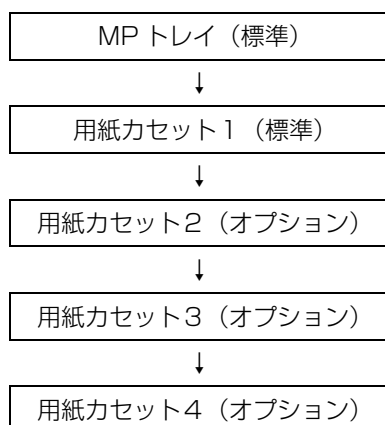 MP トレイ（標準）
↓
用紙カセット１（標準）
↓
用紙カセット２（オプション）
↓
用紙カセット３（オプション）
↓
用紙カセット４（オプション）